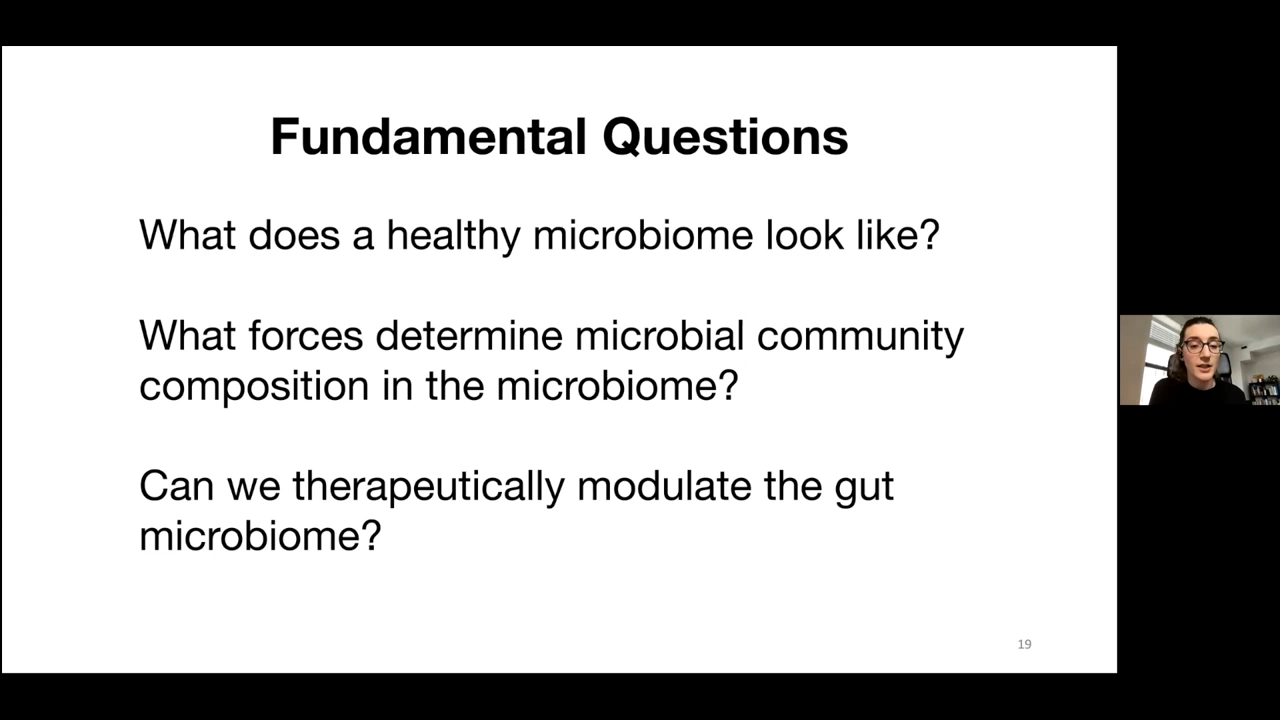 Fundamental Questions
What does a healthy microbiome look like?
What forces determine microbial community
composition in the microbiome?
Can we therapeutically modulate the gut
microbiome?
19